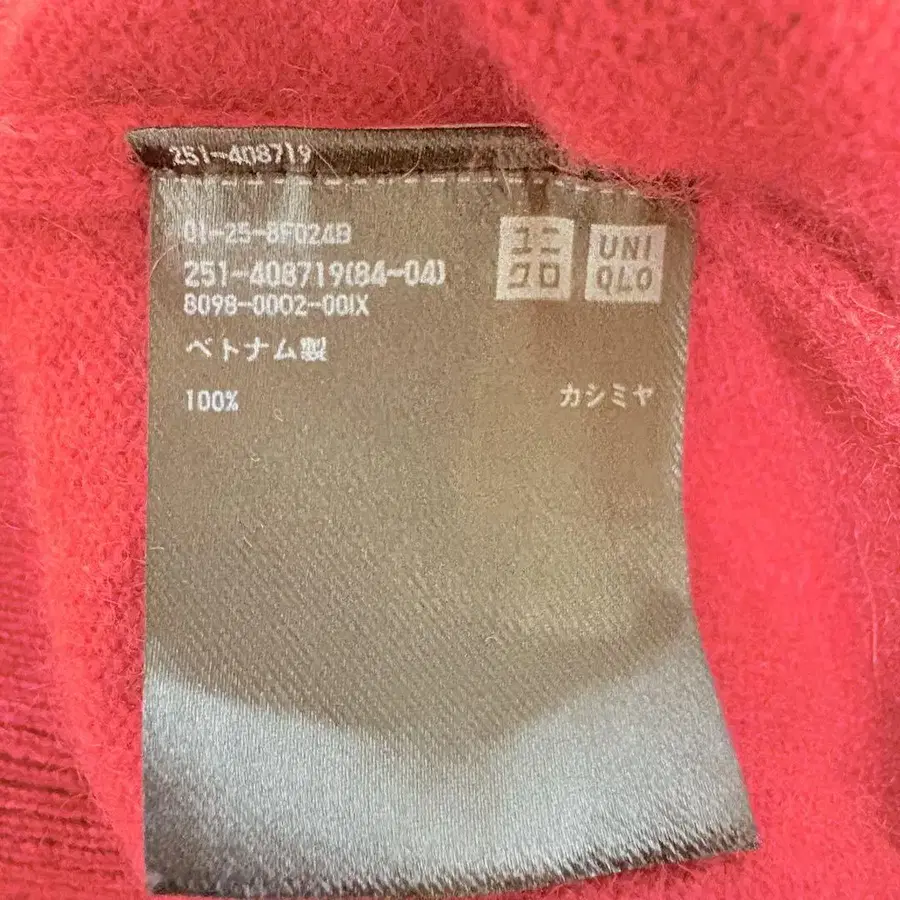 251-408719
01-25-8F024B
251-408719(84-04)
8098-0002-001X
ベトナム製
100% カシミヤ
ユニ
クロ
UNI
QLO